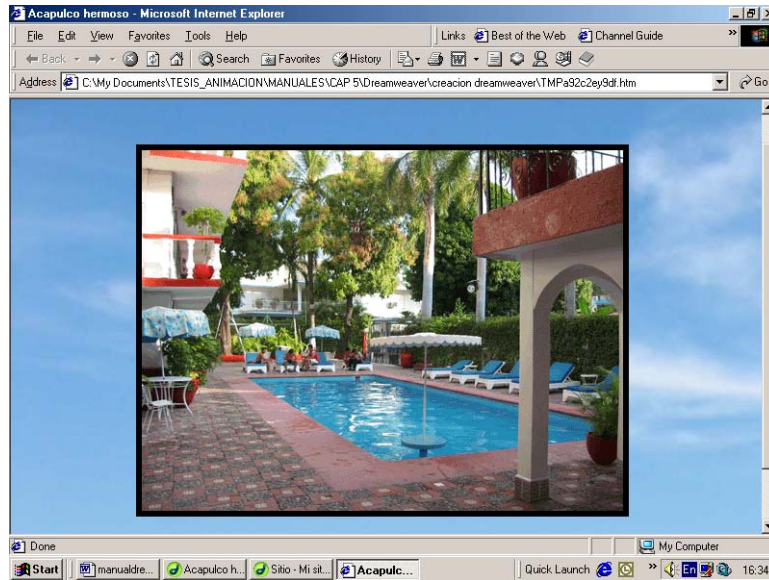 Acapulco hermoso - Microsoft Internet Explorer
File Edit View Favorites Tools Help
Links Best of the Web Channel Guide »
Back Search Favorites History
Address C:\My Documents\TESIS_ANIMACION\MANUALES\CAP 5\Dreamweaver\creacion dreamweaver\TMPa92c2ey9df.htm Go
Done My Computer
Start manualdre... Acapulco h... Sitio - Mi sit... Acapulc... Quick Launch » En 16:34